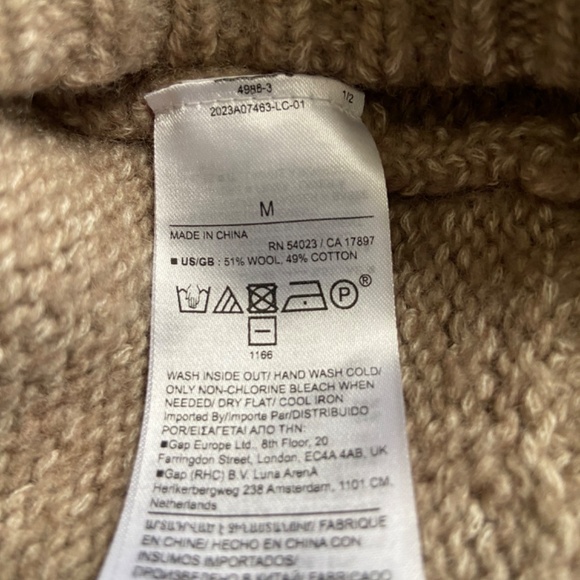 4988-3
1/2
2023A07463-LC-01
M
MADE IN CHINA
RN 54023 / CA 17897
■ US/GB : 51% WOOL, 49% COTTON
P®
1166
WASH INSIDE OUT/ HAND WASH COLD/
ONLY NON-CHLORINE BLEACH WHEN
NEEDED/ DRY FLAT/ COOL IRON
Imported By/Importe Par/DISTRIBUIDO
POR/ΕΙΣΑΓΕΤΑΙ ΑΠΟ ΤΗΝ:
■Gap Europe Ltd., 8th Floor, 20
Farringdon Street, London, EC4A 4AB, UK
■Gap (RHC) B.V. Luna ArenA
Herikerbergweg 238 Amsterdam, 1101 CM,
Netherlands
FABRIQUE
EN CHINE/ HECHO EN CHINA CON
INSUMOS IMPORTADOS/